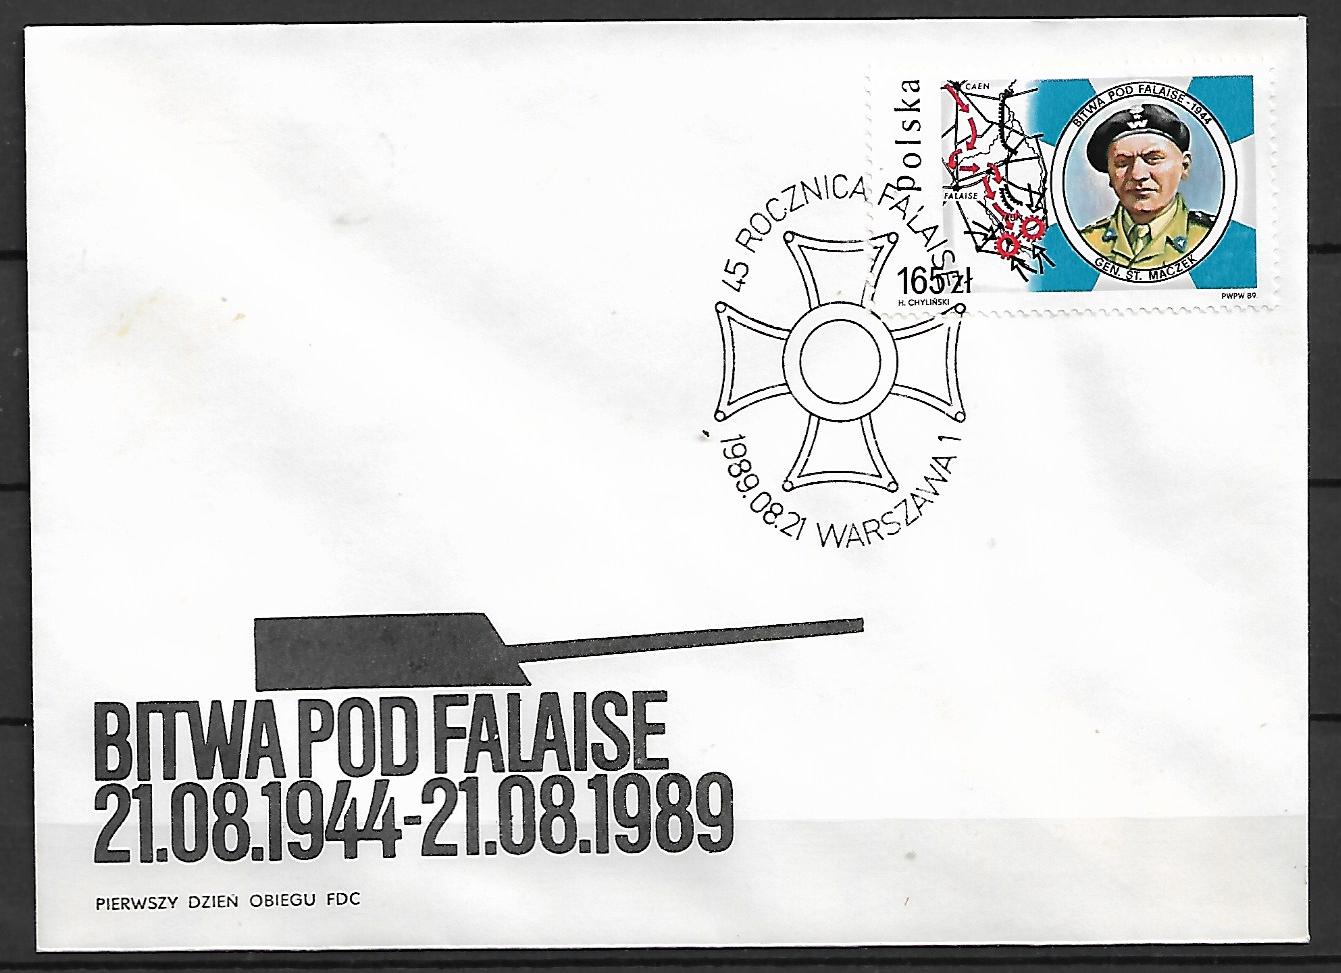 polska
CAEN
FALAISE
BITWA POD FALAISE - 1944
GEN. ST. MACZEK
165 zł
H. CHYLIŃSKI
PWPW 89
45 ROCZNICA FALAISE
1989.08.21 WARSZAWA 1
BITWA POD FALAISE
21.08.1944-21.08.1989
PIERWSZY DZIEŃ OBIEGU FDC